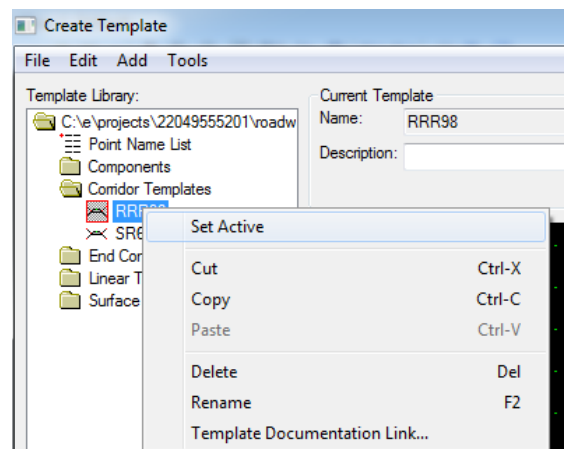 Create Template
File Edit Add Tools
Template Library:
Current Template
C:\e\projects\22049555201\roadw
Name: RRR98
Point Name List
Description:
Components
Corridor Templates
Set Active
End Cor
Cut Ctrl-X
Linear T
Copy Ctrl-C
Surface
Paste Ctrl-V
Delete Del
Rename F2
Template Documentation Link...